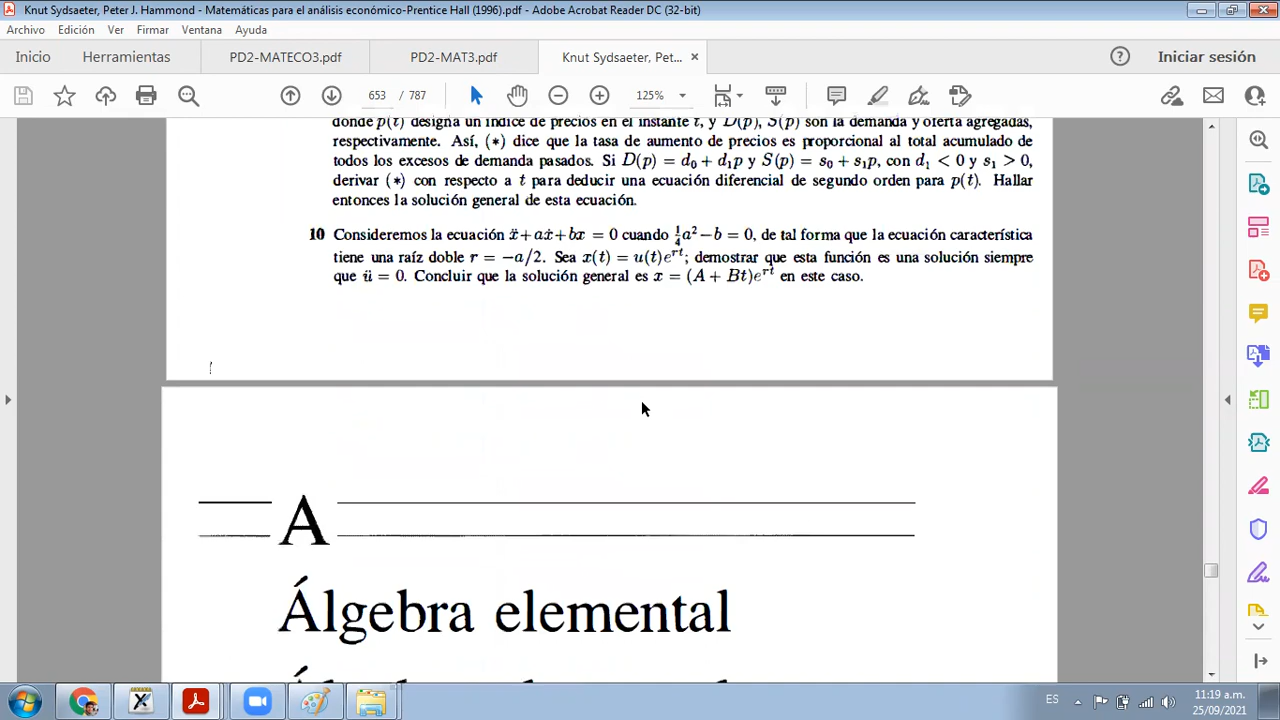 Knut Sydsaeter, Peter J. Hammond - Matemáticas para el análisis económico-Prentice Hall (1996).pdf - Adobe Acrobat Reader DC (32-bit)
Archivo Edición Ver Firmar Ventana Ayuda
Inicio Herramientas PD2-MATECO3.pdf PD2-MAT3.pdf Knut Sydsaeter, Pet... × Iniciar sesión
653 / 787 125%
donde p(t) designa un índice de precios en el instante t, y D(p), S(p) son la demanda y oferta agregadas,
respectivamente. Así, (∗) dice que la tasa de aumento de precios es proporcional al total acumulado de
todos los excesos de demanda pasados. Si D(p) = d₀ + d₁p y S(p) = s₀ + s₁p, con d₁ < 0 y s₁ > 0,
derivar (∗) con respecto a t para deducir una ecuación diferencial de segundo orden para p(t). Hallar
entonces la solución general de esta ecuación.
10 Consideremos la ecuación ẍ + aẋ + bx = 0 cuando ¼a² − b = 0, de tal forma que la ecuación característica
tiene una raíz doble r = −a/2. Sea x(t) = u(t)eʳᵗ; demostrar que esta función es una solución siempre
que ü = 0. Concluir que la solución general es x = (A + Bt)eʳᵗ en este caso.
A
Álgebra elemental
ES 11:19 a.m.
25/09/2021